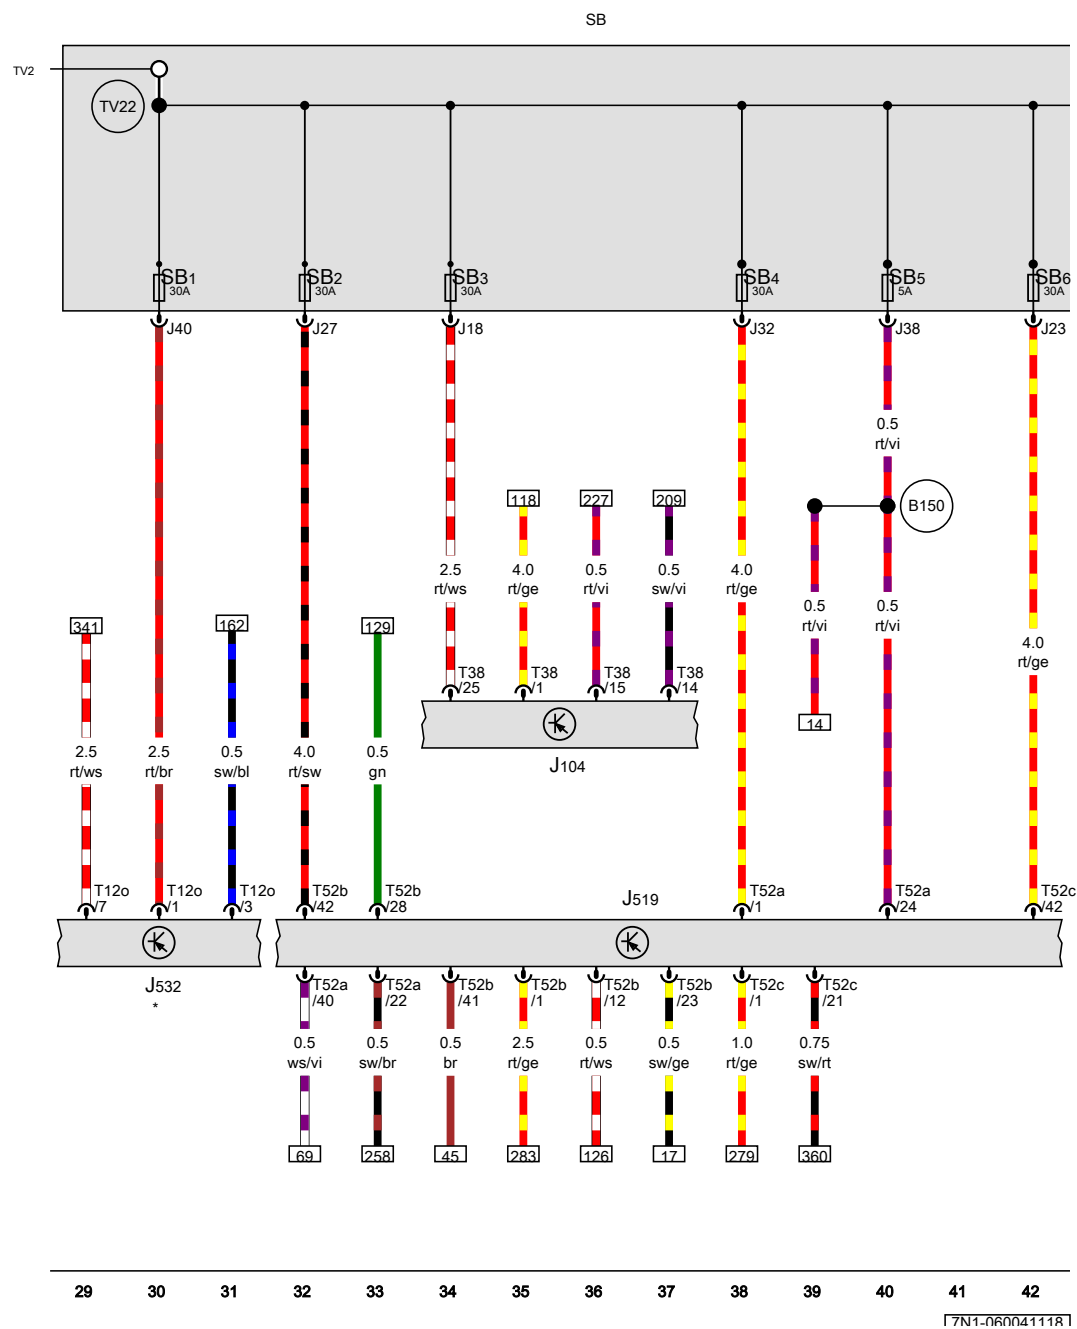 SB
TV2
TV22
SB1 30A
SB2 30A
SB3 30A
SB4 30A
SB5 5A
SB6 30A
J40 J27 J18 J32 J38 J23
0.5
rt/vi
118 227 209
B150
2.5 4.0 0.5 0.5 4.0
rt/ws rt/ge rt/vi sw/vi rt/ge
0.5 0.5
rt/vi rt/vi
341 162 129
4.0
rt/ge
T38 /25
T38 /1
T38 /15
T38 /14
14
J104
2.5 2.5 0.5 4.0 0.5
rt/ws rt/br sw/bl rt/sw gn
T12o /7
T12o /1
T12o /3
T52b /42
T52b /28
J519
T52a /1
T52a /24
T52c /42
J532
*
T52a /40
T52a /22
T52b /41
T52b /1
T52b /12
T52b /23
T52c /1
T52c /21
0.5 0.5 0.5 2.5 0.5 0.5 1.0 0.75
ws/vi sw/br br rt/ge rt/ws sw/ge rt/ge sw/rt
69 258 45 283 126 17 279 360
29 30 31 32 33 34 35 36 37 38 39 40 41 42
7N1-060041118